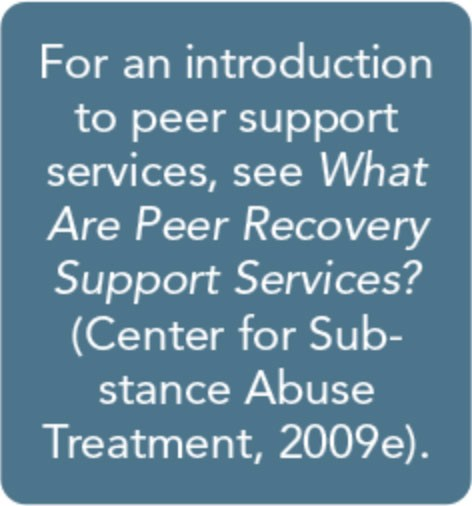 For an introduction
to peer support
services, see What
Are Peer Recovery
Support Services?
(Center for Sub-
stance Abuse
Treatment, 2009e).